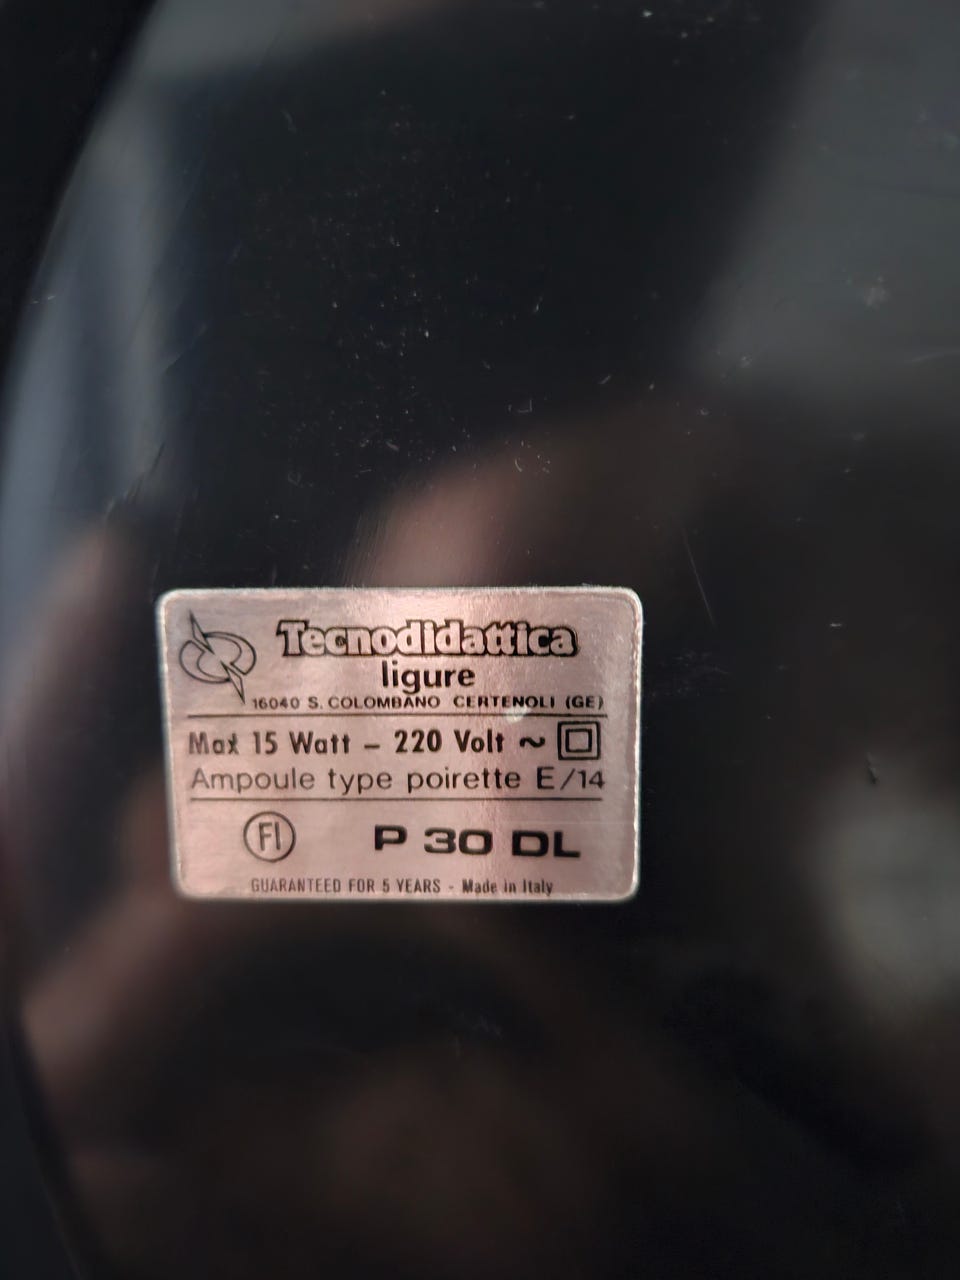 Tecnodidattica
ligure
16040 S. COLOMBANO CERTENOLI (GE)
Max 15 Watt – 220 Volt ~
Ampoule type poirette E/14
FI P 30 DL
GUARANTEED FOR 5 YEARS - Made in Italy